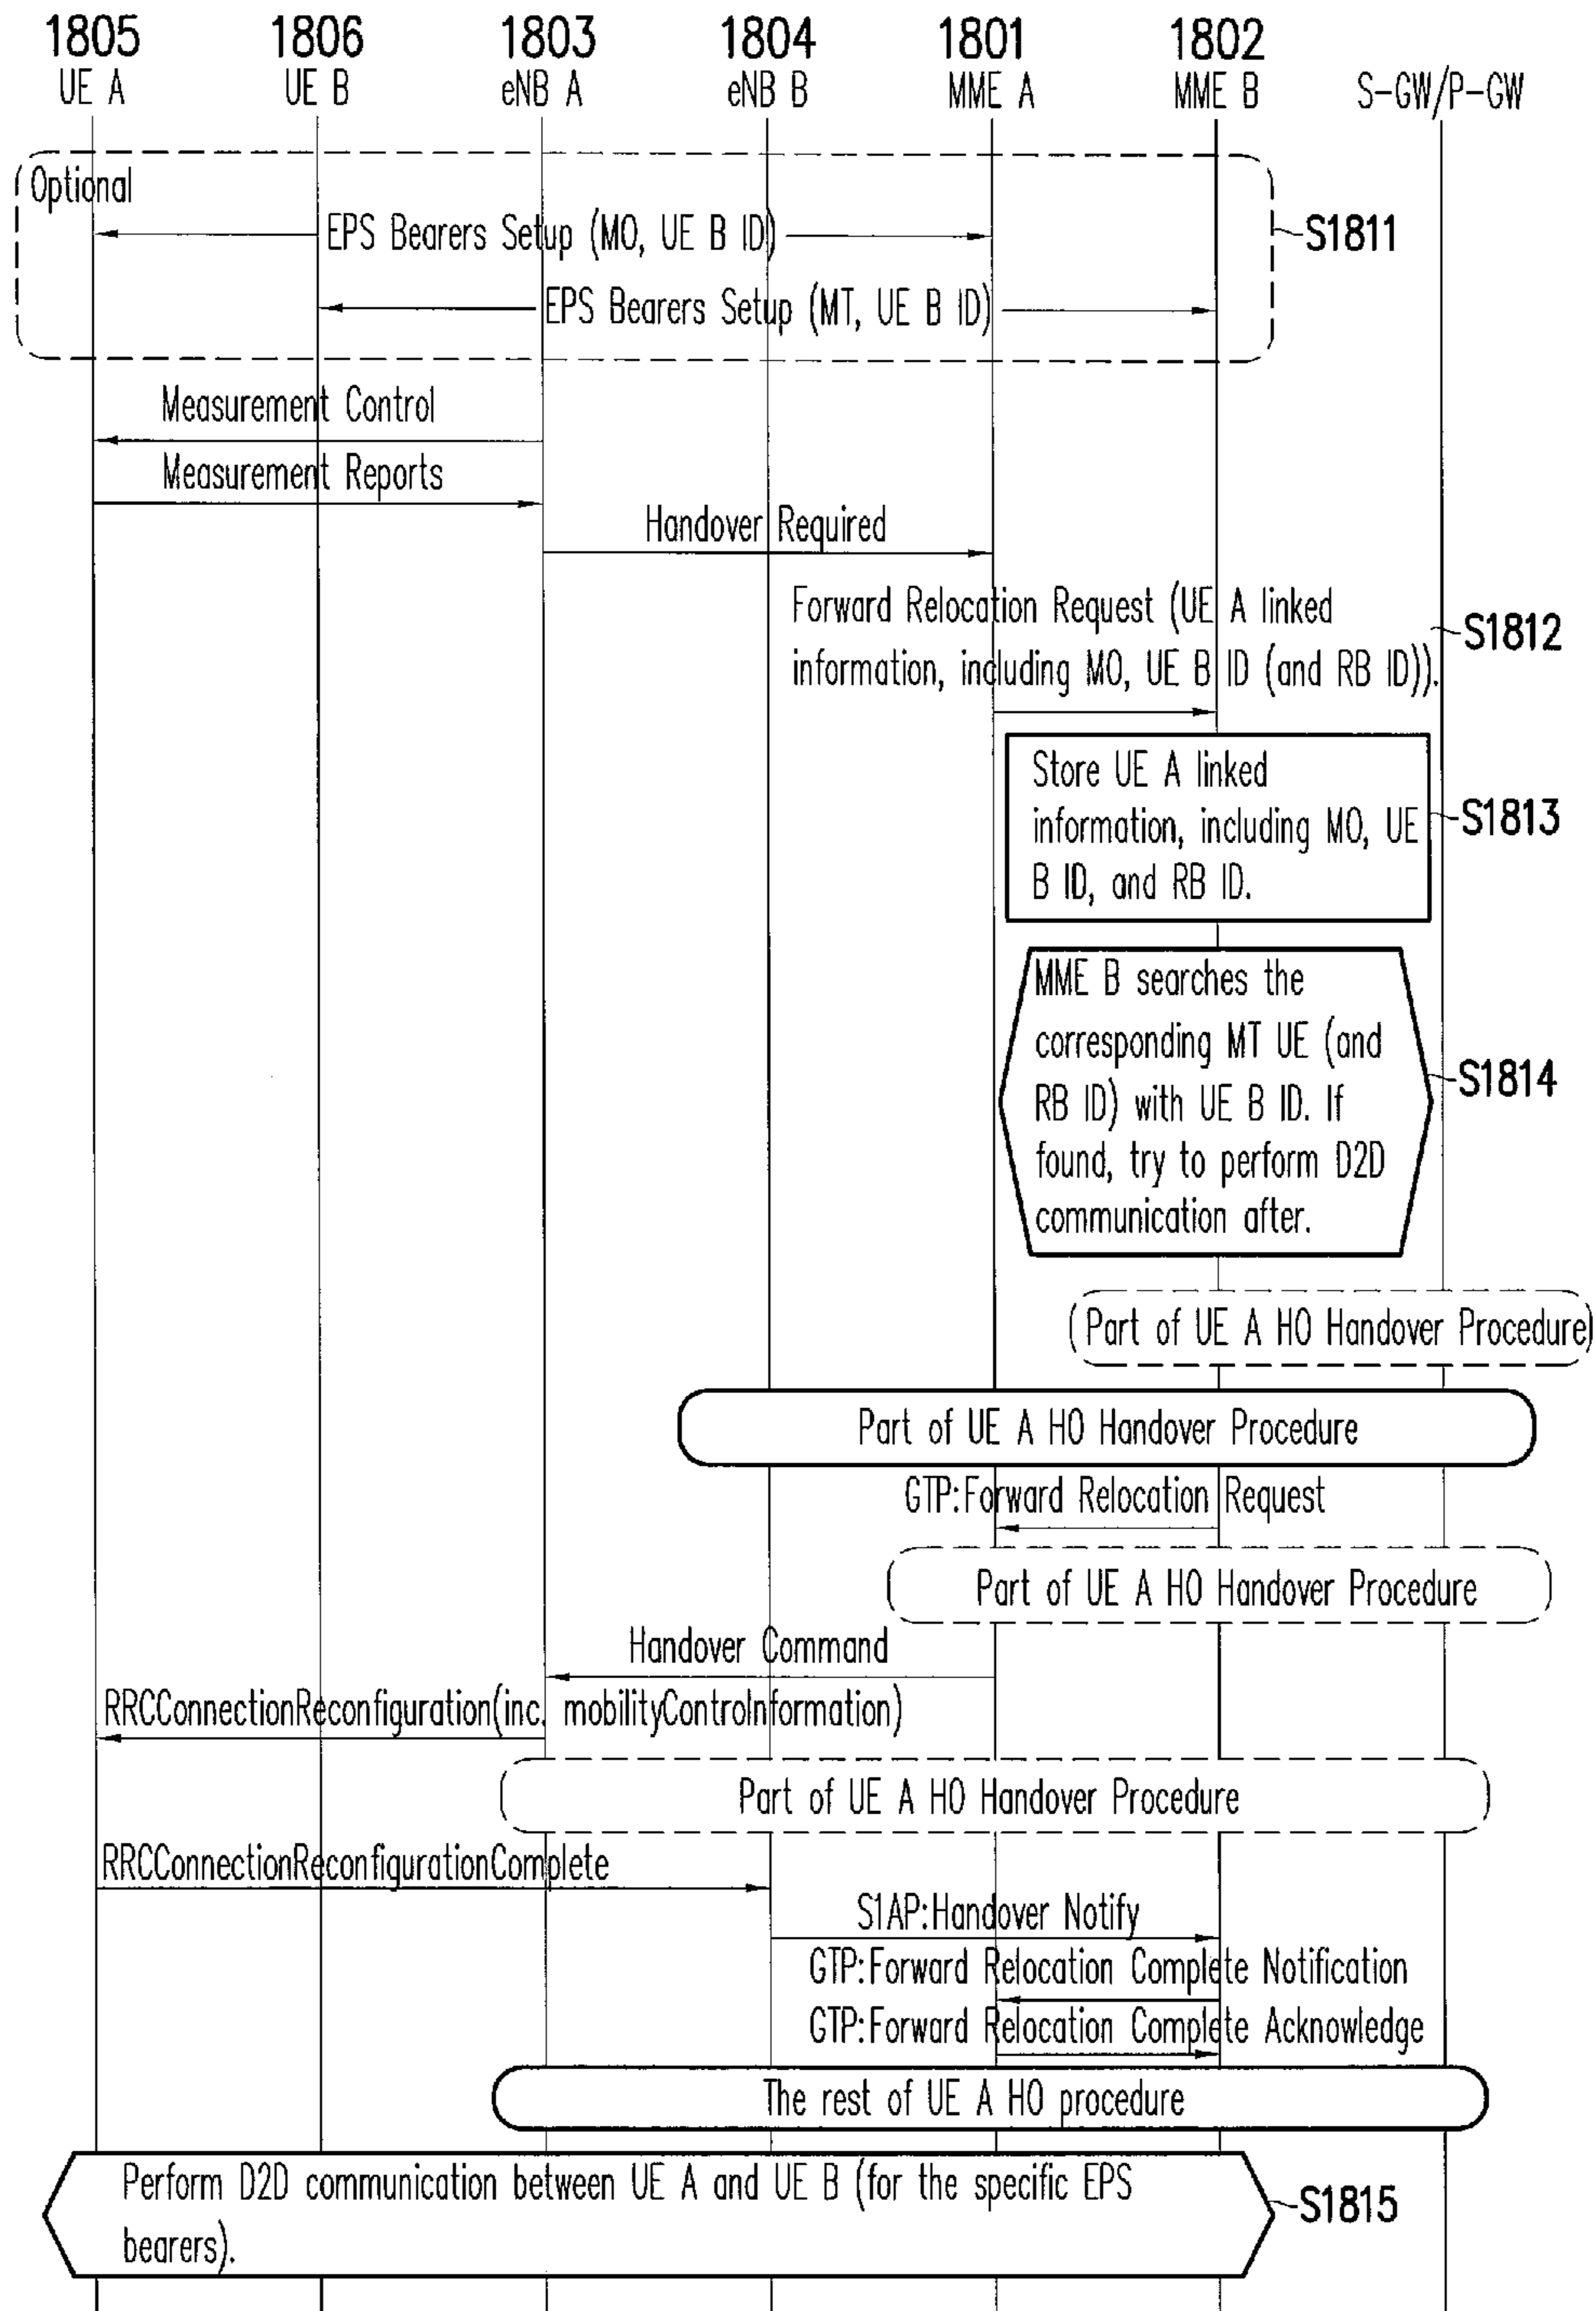 1805 1806 1803 1804 1801 1802
UE A UE B eNB A eNB B MME A MME B S-GW/P-GW
Optional
EPS Bearers Setup (MO, UE B ID)
S1811
EPS Bearers Setup (MT, UE B ID)
Measurement Control
Measurement Reports
Handover Required
Forward Relocation Request (UE A linked
information, including MO, UE B ID (and RB ID)).
S1812
Store UE A linked
information, including MO, UE
B ID, and RB ID.
S1813
MME B searches the
corresponding MT UE (and
RB ID) with UE B ID. If
found, try to perform D2D
communication after.
S1814
(Part of UE A HO Handover Procedure)
Part of UE A HO Handover Procedure
GTP:Forward Relocation Request
Part of UE A HO Handover Procedure
Handover Command
RRCConnectionReconfiguration(inc. mobilityControInformation)
Part of UE A HO Handover Procedure
RRCConnectionReconfigurationComplete
S1AP:Handover Notify
GTP:Forward Relocation Complete Notification
GTP:Forward Relocation Complete Acknowledge
The rest of UE A HO procedure
Perform D2D communication between UE A and UE B (for the specific EPS
bearers).
S1815